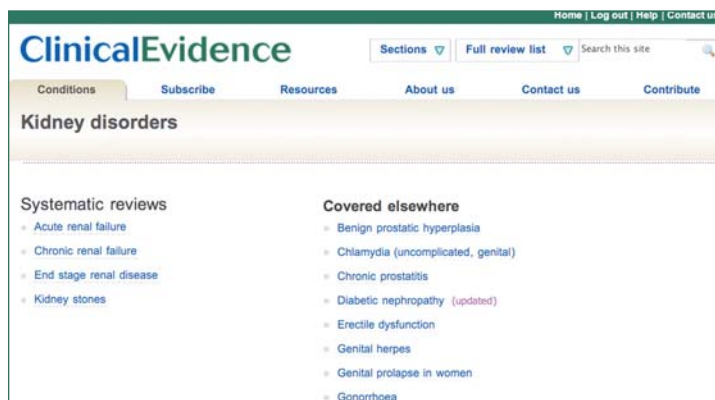 Home | Log out | Help | Contact us
ClinicalEvidence
Sections
Full review list
Search this site
Conditions
Subscribe
Resources
About us
Contact us
Contribute
Kidney disorders
Systematic reviews
Acute renal failure
Chronic renal failure
End stage renal disease
Kidney stones
Covered elsewhere
Benign prostatic hyperplasia
Chlamydia (uncomplicated, genital)
Chronic prostatitis
Diabetic nephropathy (updated)
Erectile dysfunction
Genital herpes
Genital prolapse in women
Gonorrhoea